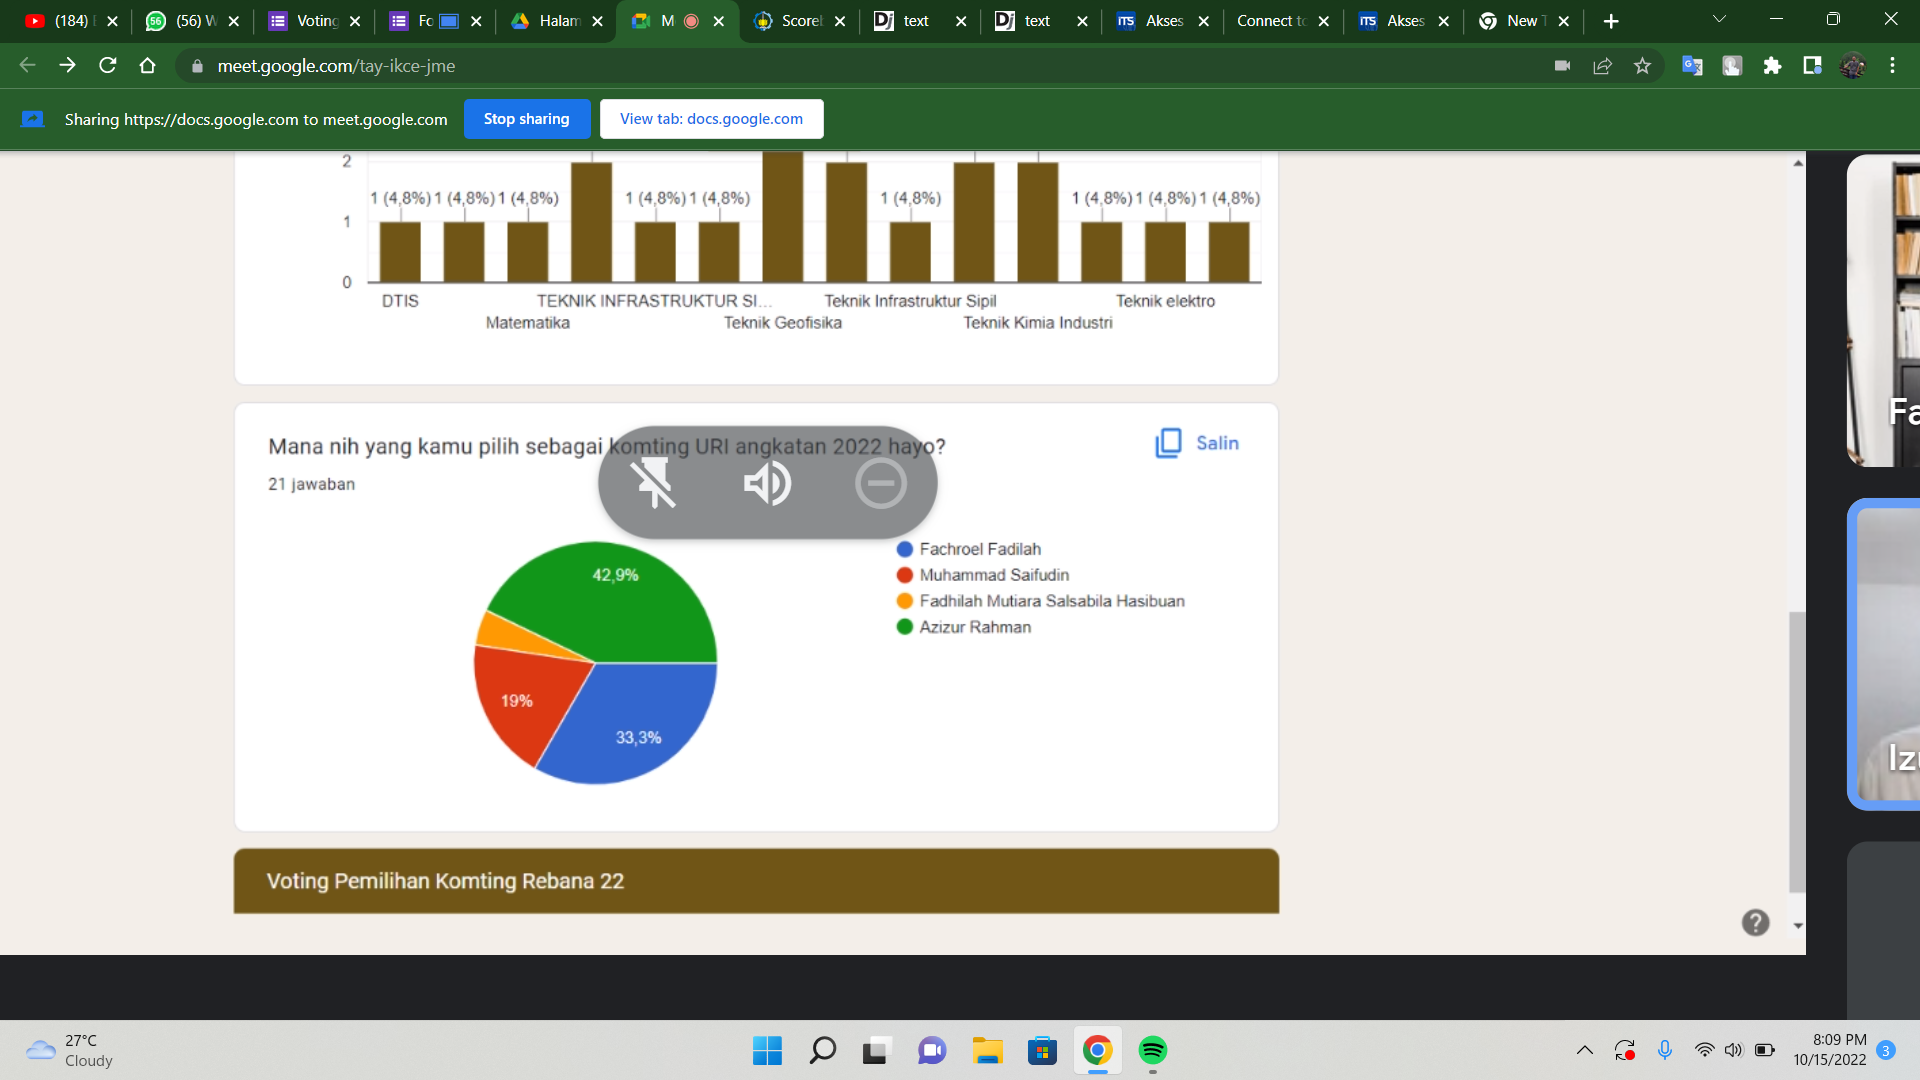 (184)
(56) W
Voting
Fo
Halam
M
Scorel
text
text
Akses
Connect to
Akses
New T
meet.google.com/tay-ikce-jme
Sharing https://docs.google.com to meet.google.com
Stop sharing
View tab: docs.google.com
2
1 (4,8%) 1 (4,8%) 1 (4,8%) 1 (4,8%) 1 (4,8%) 1 (4,8%) 1 (4,8%) 1 (4,8%) 1 (4,8%)
1
0
DTIS TEKNIK INFRASTRUKTUR SI... Teknik Infrastruktur Sipil Teknik elektro
Matematika Teknik Geofisika Teknik Kimia Industri
Mana nih yang kamu pilih sebagai komting URI angkatan 2022 hayo?
Salin
21 jawaban
Fachroel Fadilah
Muhammad Saifudin
Fadhilah Mutiara Salsabila Hasibuan
Azizur Rahman
42,9%
19%
33,3%
Voting Pemilihan Komting Rebana 22
Fa
Iz
27°C
Cloudy
8:09 PM
10/15/2022
3